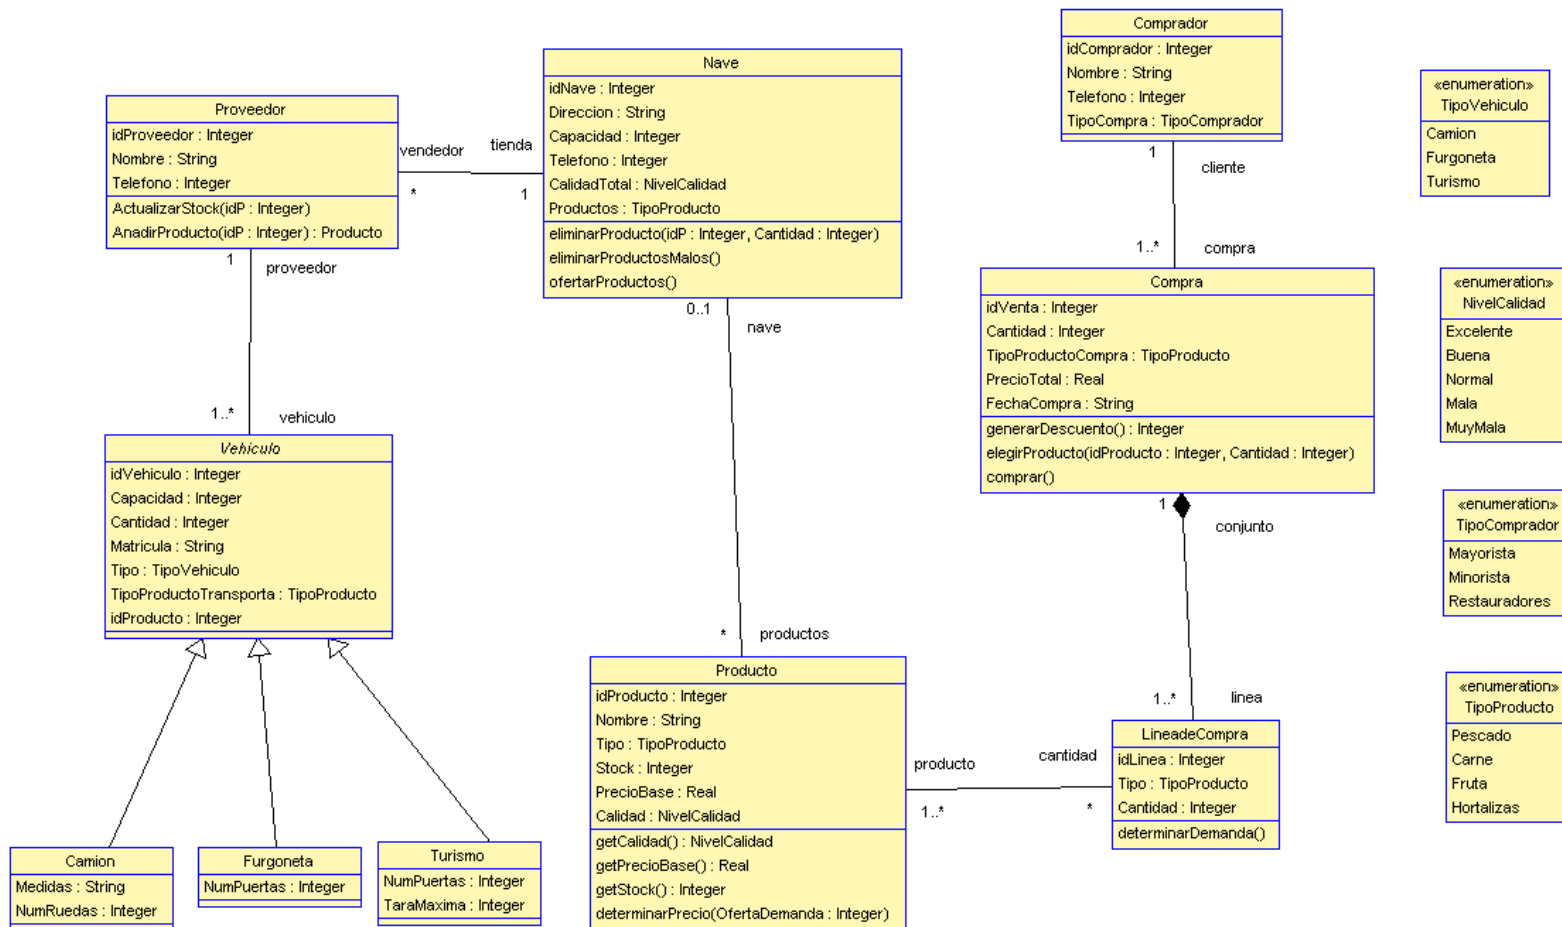 Proveedor
idProveedor : Integer
Nombre : String
Telefono : Integer
ActualizarStock(idP : Integer)
AnadirProducto(idP : Integer) : Producto
vendedor
*
tienda
1
Nave
idNave : Integer
Direccion : String
Capacidad : Integer
Telefono : Integer
CalidadTotal : NivelCalidad
Productos : TipoProducto
eliminarProducto(idP : Integer, Cantidad : Integer)
eliminarProductosMalos()
ofertarProductos()
1
proveedor
1..*
vehiculo
Vehiculo
idVehiculo : Integer
Capacidad : Integer
Cantidad : Integer
Matricula : String
Tipo : TipoVehiculo
TipoProductoTransporta : TipoProducto
idProducto : Integer
Camion
Medidas : String
NumRuedas : Integer
Furgoneta
NumPuertas : Integer
Turismo
NumPuertas : Integer
TaraMaxima : Integer
0..1
nave
*
productos
Producto
idProducto : Integer
Nombre : String
Tipo : TipoProducto
Stock : Integer
PrecioBase : Real
Calidad : NivelCalidad
getCalidad() : NivelCalidad
getPrecioBase() : Real
getStock() : Integer
determinarPrecio(OfertaDemanda : Integer)
Comprador
idComprador : Integer
Nombre : String
Telefono : Integer
TipoCompra : TipoComprador
1
cliente
1..*
compra
Compra
idVenta : Integer
Cantidad : Integer
TipoProductoCompra : TipoProducto
PrecioTotal : Real
FechaCompra : String
generarDescuento() : Integer
elegirProducto(idProducto : Integer, Cantidad : Integer)
comprar()
1
conjunto
1..*
linea
LineadeCompra
idLinea : Integer
Tipo : TipoProducto
Cantidad : Integer
determinarDemanda()
producto
1..*
cantidad
*
«enumeration»
TipoVehiculo
Camion
Furgoneta
Turismo
«enumeration»
NivelCalidad
Excelente
Buena
Normal
Mala
MuyMala
«enumeration»
TipoComprador
Mayorista
Minorista
Restauradores
«enumeration»
TipoProducto
Pescado
Carne
Fruta
Hortalizas